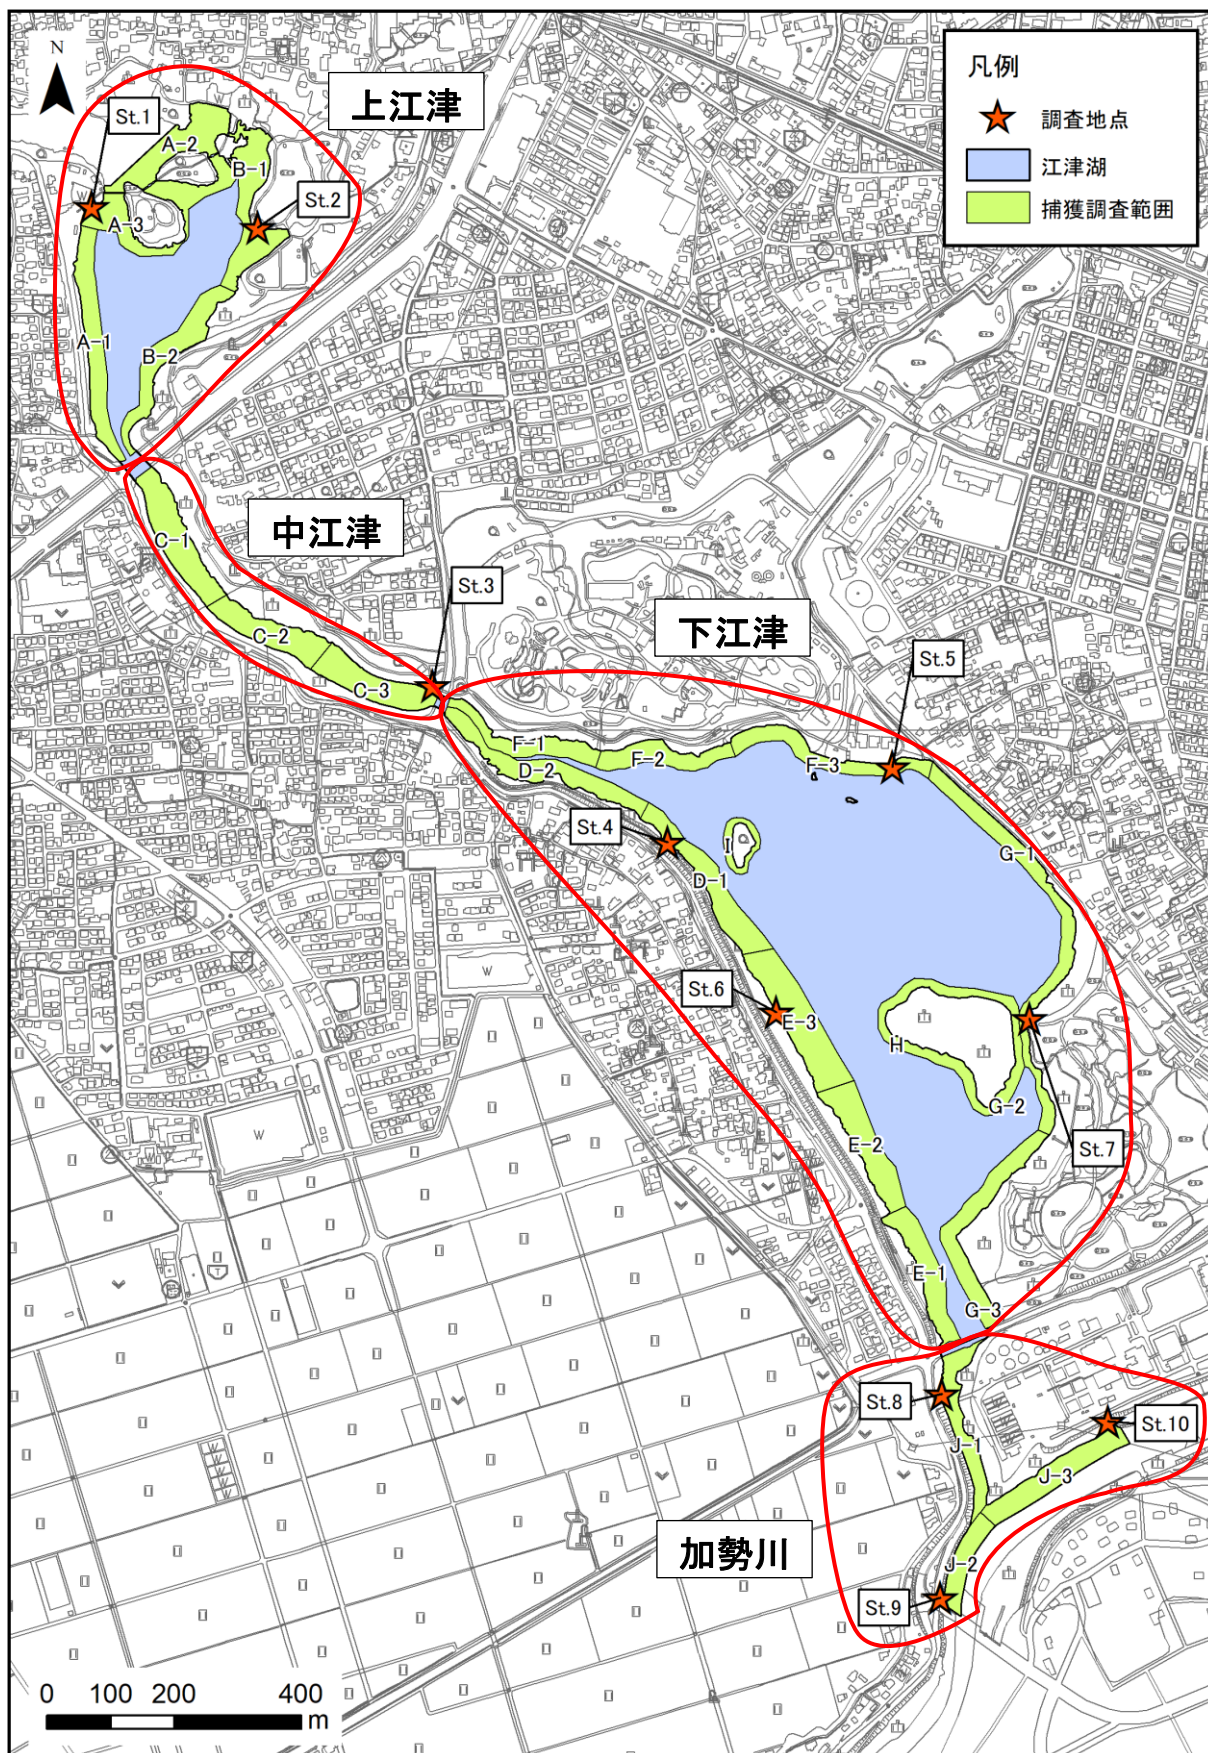 N
上江津
凡例
調査地点
江津湖
捕獲調査範囲
St.1
A-2
B-1
St.2
A-3
A-1
B-2
中江津
C-1
St.3
C-2
下江津
C-3
St.5
F-1
F-2
F-3
D-2
St.4
I
G-1
D-1
St.6
E-3
H
G-2
E-2
St.7
E-1
G-3
St.8
St.10
J-1
J-3
加勢川
J-2
St.9
0 100 200 400
m